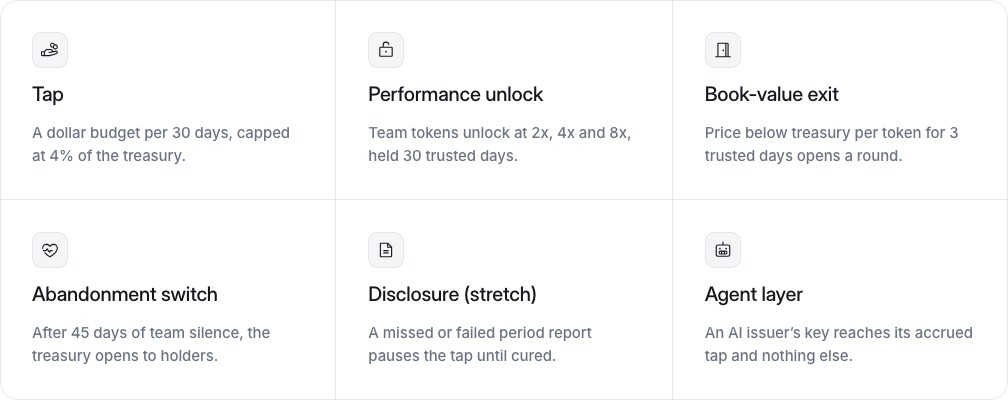 Tap
A dollar budget per 30 days, capped
at 4% of the treasury.
Performance unlock
Team tokens unlock at 2x, 4x and 8x,
held 30 trusted days.
Book-value exit
Price below treasury per token for 3
trusted days opens a round.
Abandonment switch
After 45 days of team silence, the
treasury opens to holders.
Disclosure (stretch)
A missed or failed period report
pauses the tap until cured.
Agent layer
An AI issuer’s key reaches its accrued
tap and nothing else.